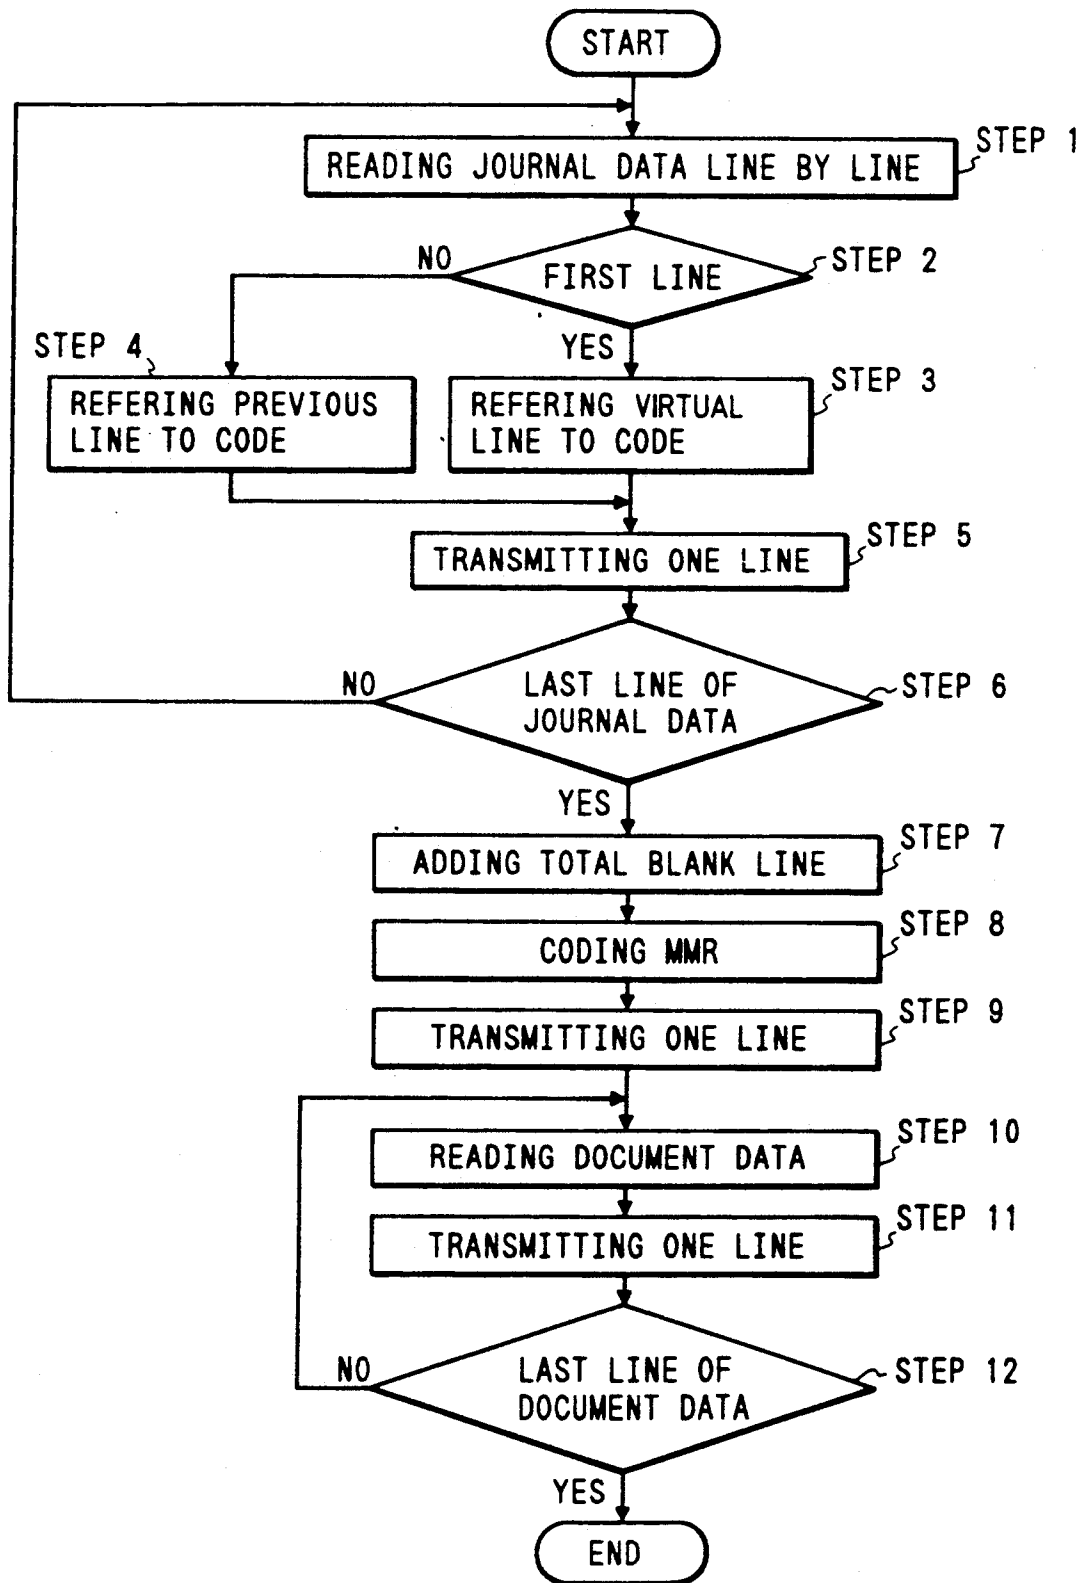 START
STEP 1
READING JOURNAL DATA LINE BY LINE
STEP 2
NO
FIRST LINE
YES
STEP 4
STEP 3
REFERING PREVIOUS
LINE TO CODE
REFERING VIRTUAL
LINE TO CODE
STEP 5
TRANSMITTING ONE LINE
NO
LAST LINE OF
JOURNAL DATA
STEP 6
YES
STEP 7
ADDING TOTAL BLANK LINE
STEP 8
CODING MMR
STEP 9
TRANSMITTING ONE LINE
STEP 10
READING DOCUMENT DATA
STEP 11
TRANSMITTING ONE LINE
NO
LAST LINE OF
DOCUMENT DATA
STEP 12
YES
END